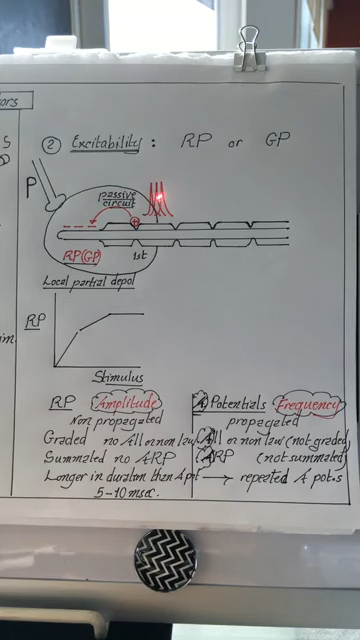 ors
② Excitability: RP or GP
P
passive
circuit
RP(GP)
1st
Local partial depol
RP
Stimulus
RP Amplitude
Non propagated
Graded no All or non law
Summated no ARP
Longer in duration than A pot
5-10 msec.
A Potentials Frequency
propagated
All or non law (not graded)
ARP (not summated)
→ repeated A pot.s